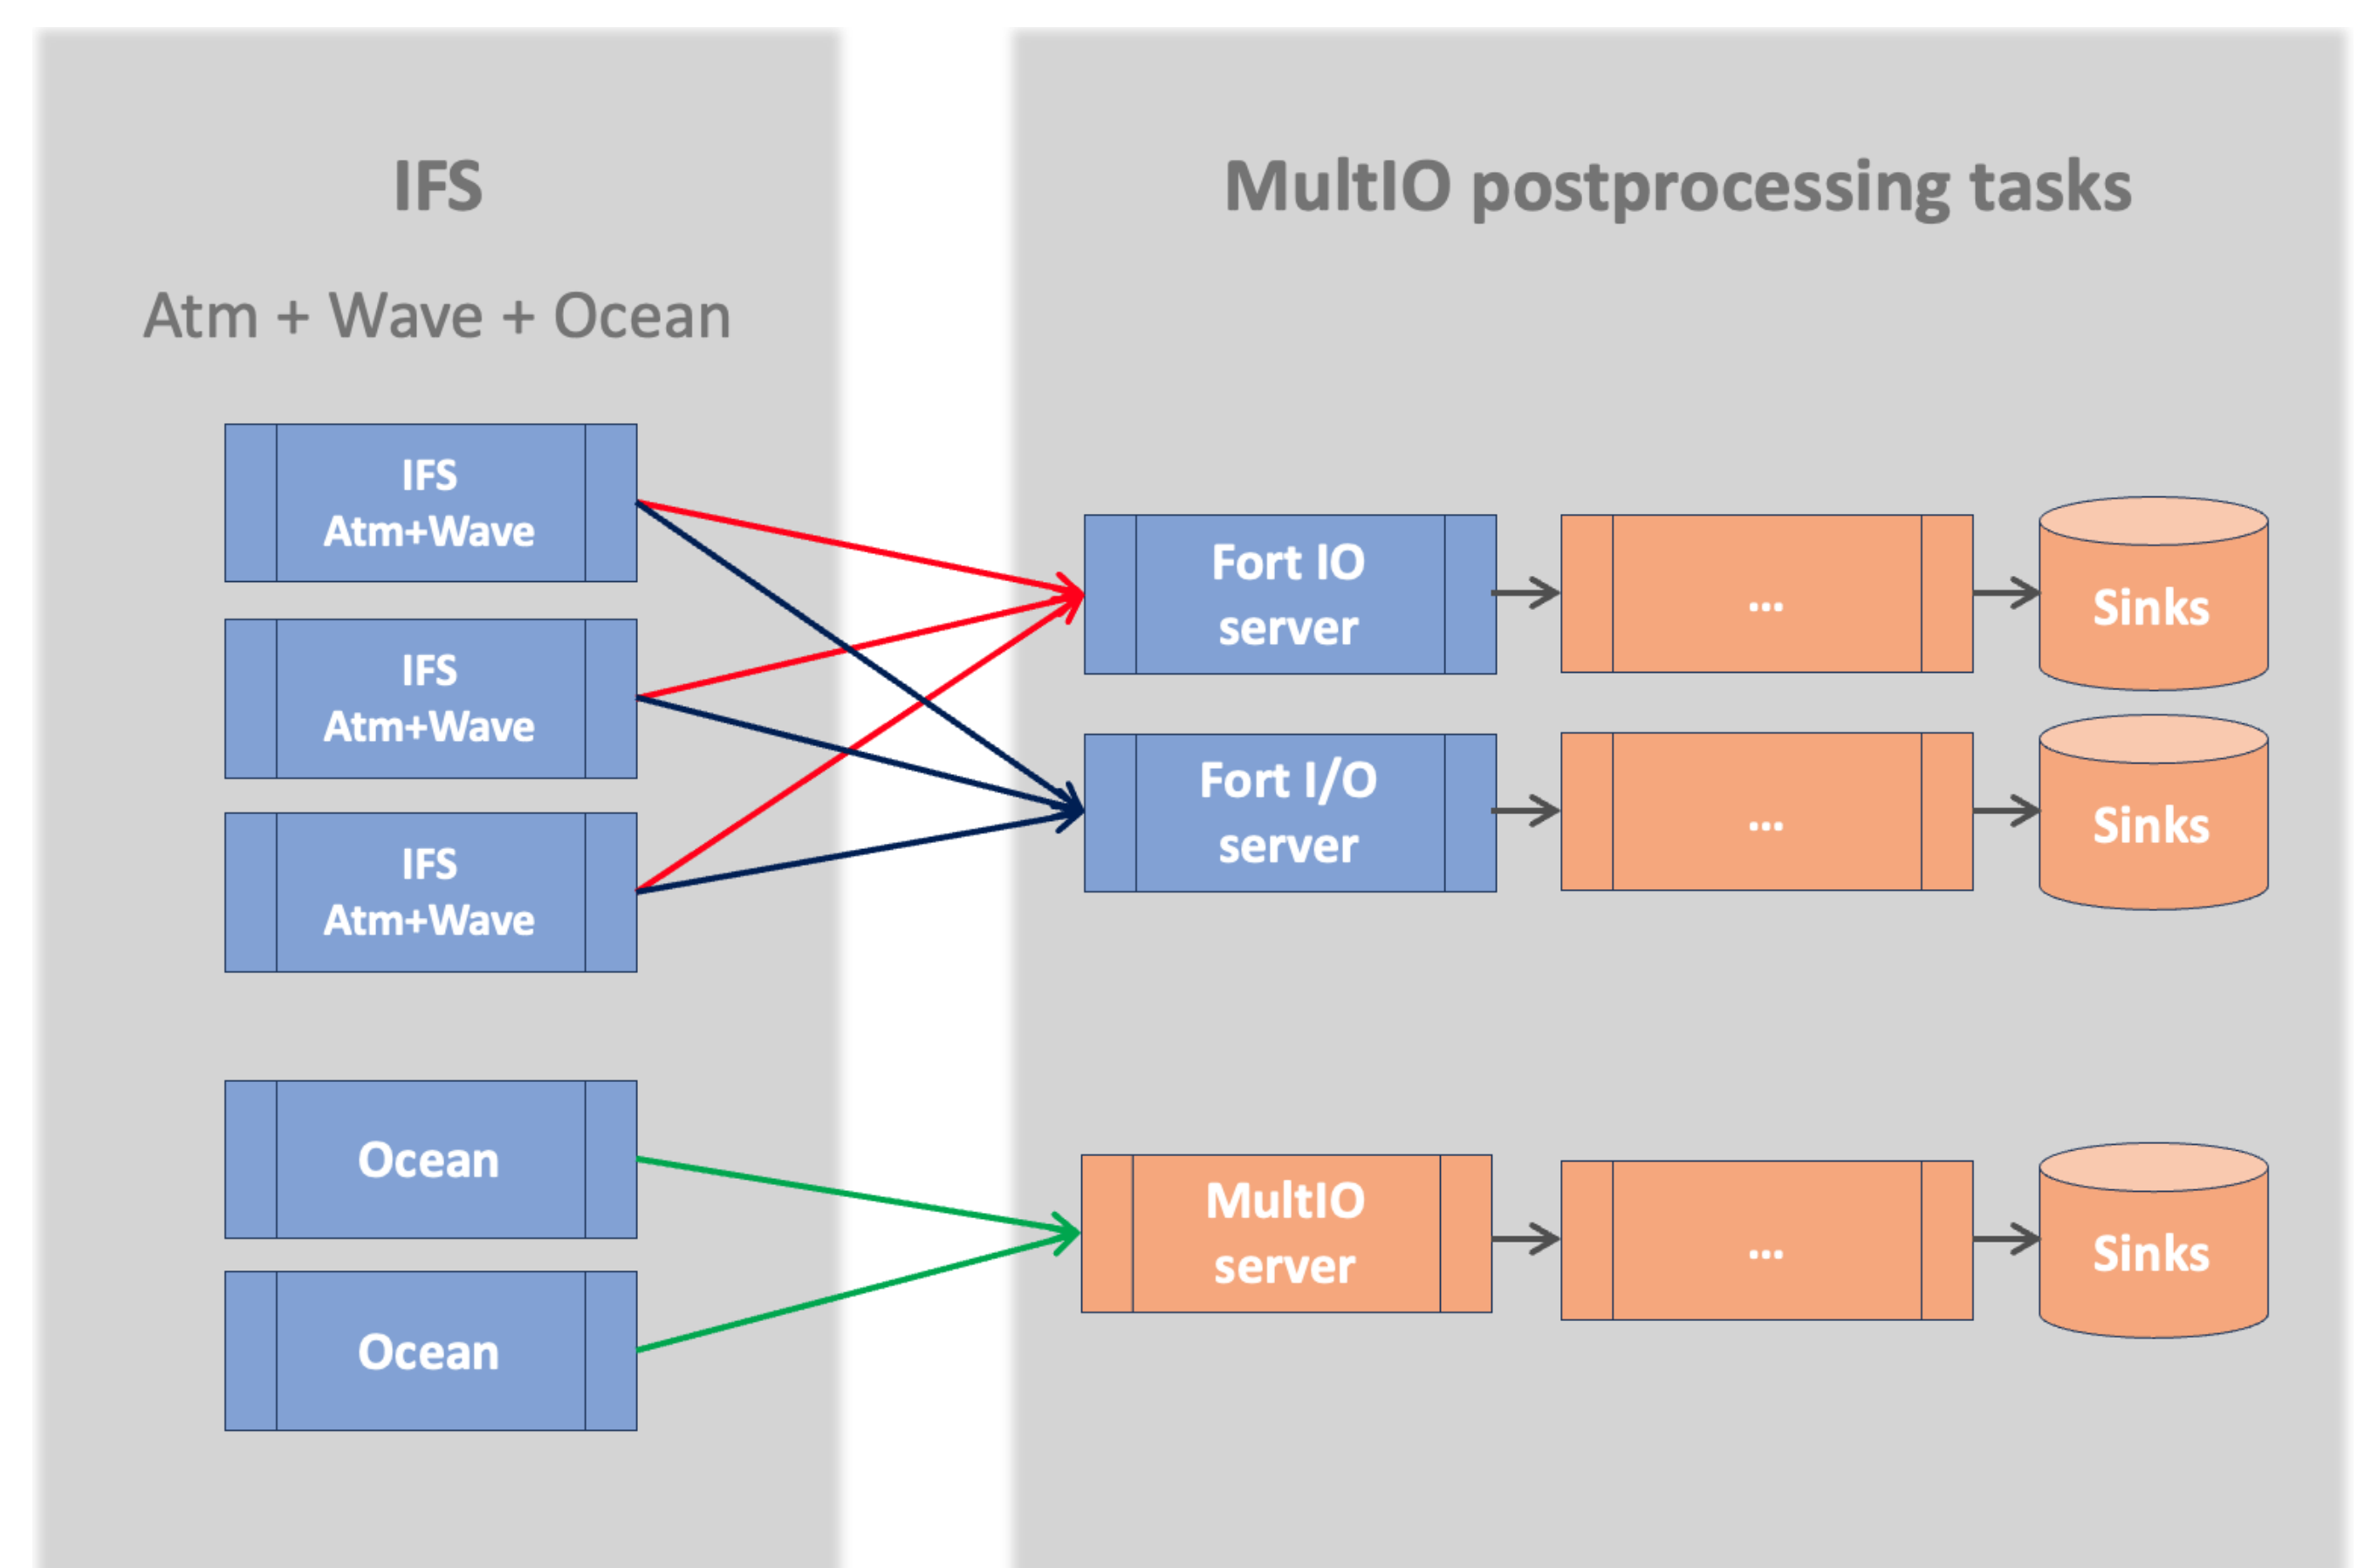 IFS
Atm + Wave + Ocean
IFS
Atm+Wave
IFS
Atm+Wave
IFS
Atm+Wave
Ocean
Ocean
MultIO postprocessing tasks
Fort IO
server
...
Sinks
Fort I/O
server
...
Sinks
MultIO
server
...
Sinks